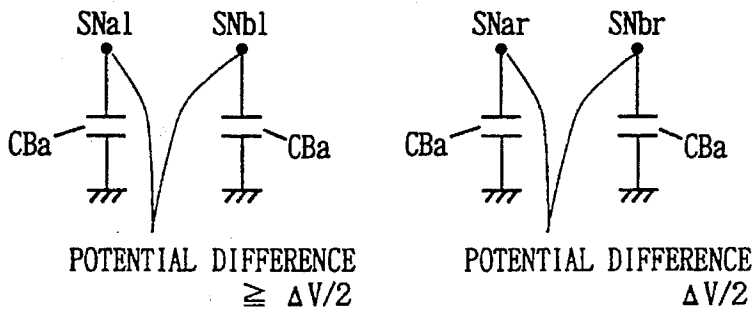 SNal SNbl SNar SNbr
CBa CBa CBa CBa
POTENTIAL DIFFERENCE POTENTIAL DIFFERENCE
≧ ΔV/2 ΔV/2